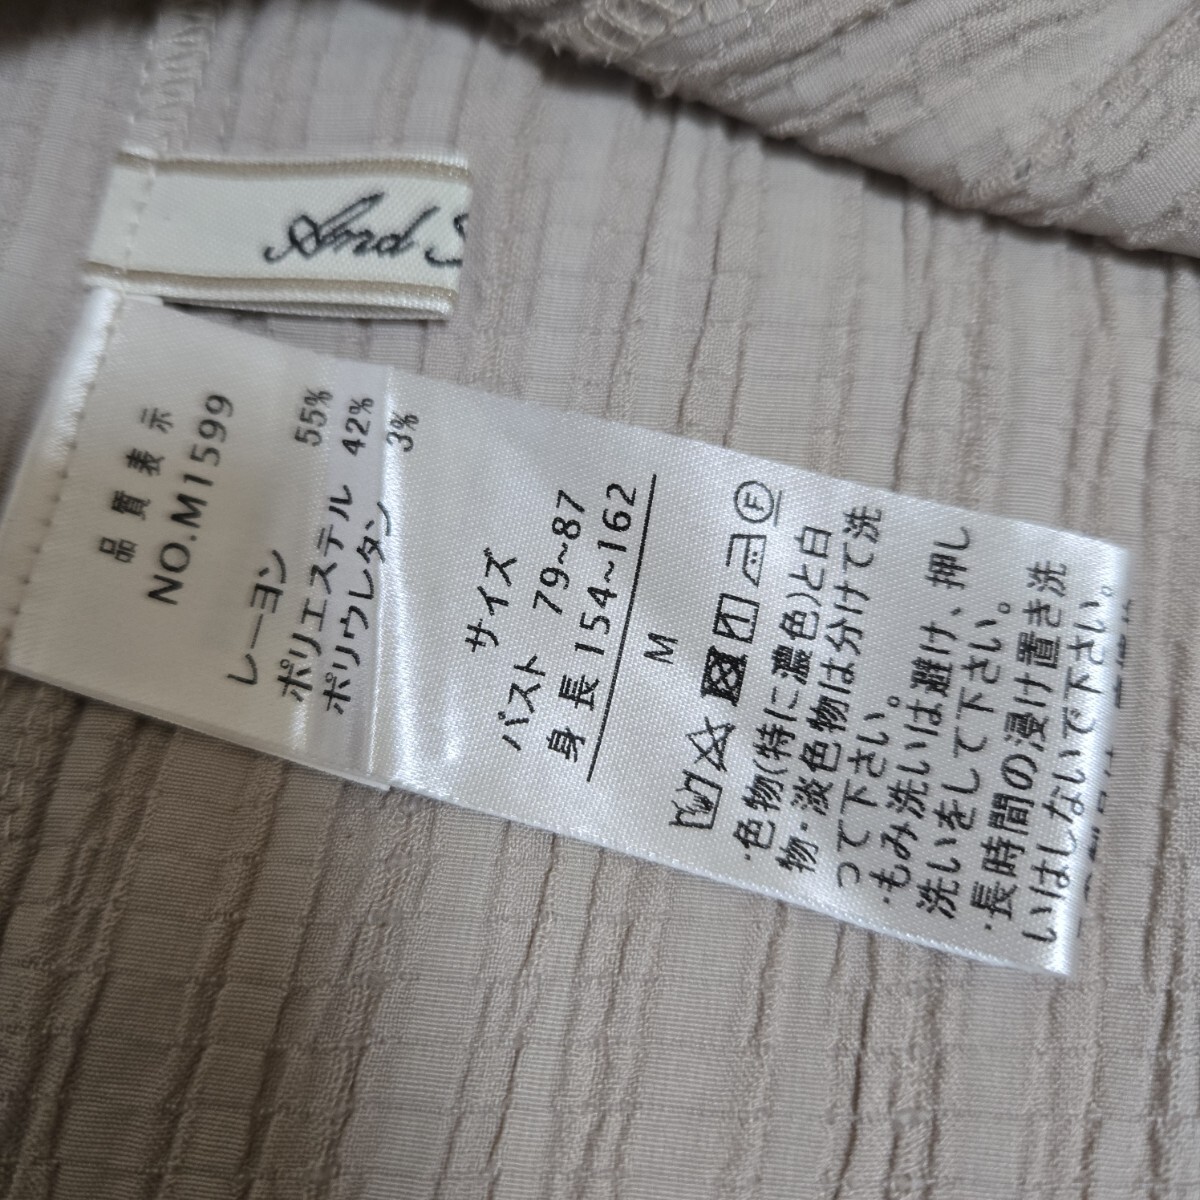 And S
品質表示
NO.M1599
レーヨン 55%
ポリエステル 42%
ポリウレタン 3%
サイズ
バスト 79~87
身長 154~162
M
F
・色物(特に濃色)と白
物・淡色物は分けて洗
って下さい。
・もみ洗いは避け、押し
洗いをして下さい。
・長時間の浸け置き洗
いはしないで下さい。